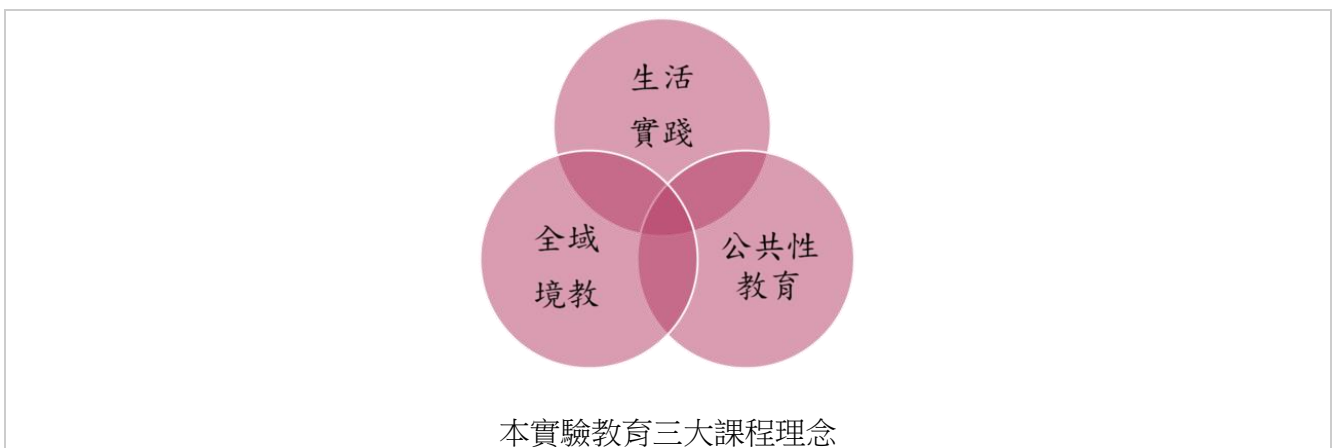 生活
實踐
全域
境教
公共性
教育
本實驗教育三大課程理念